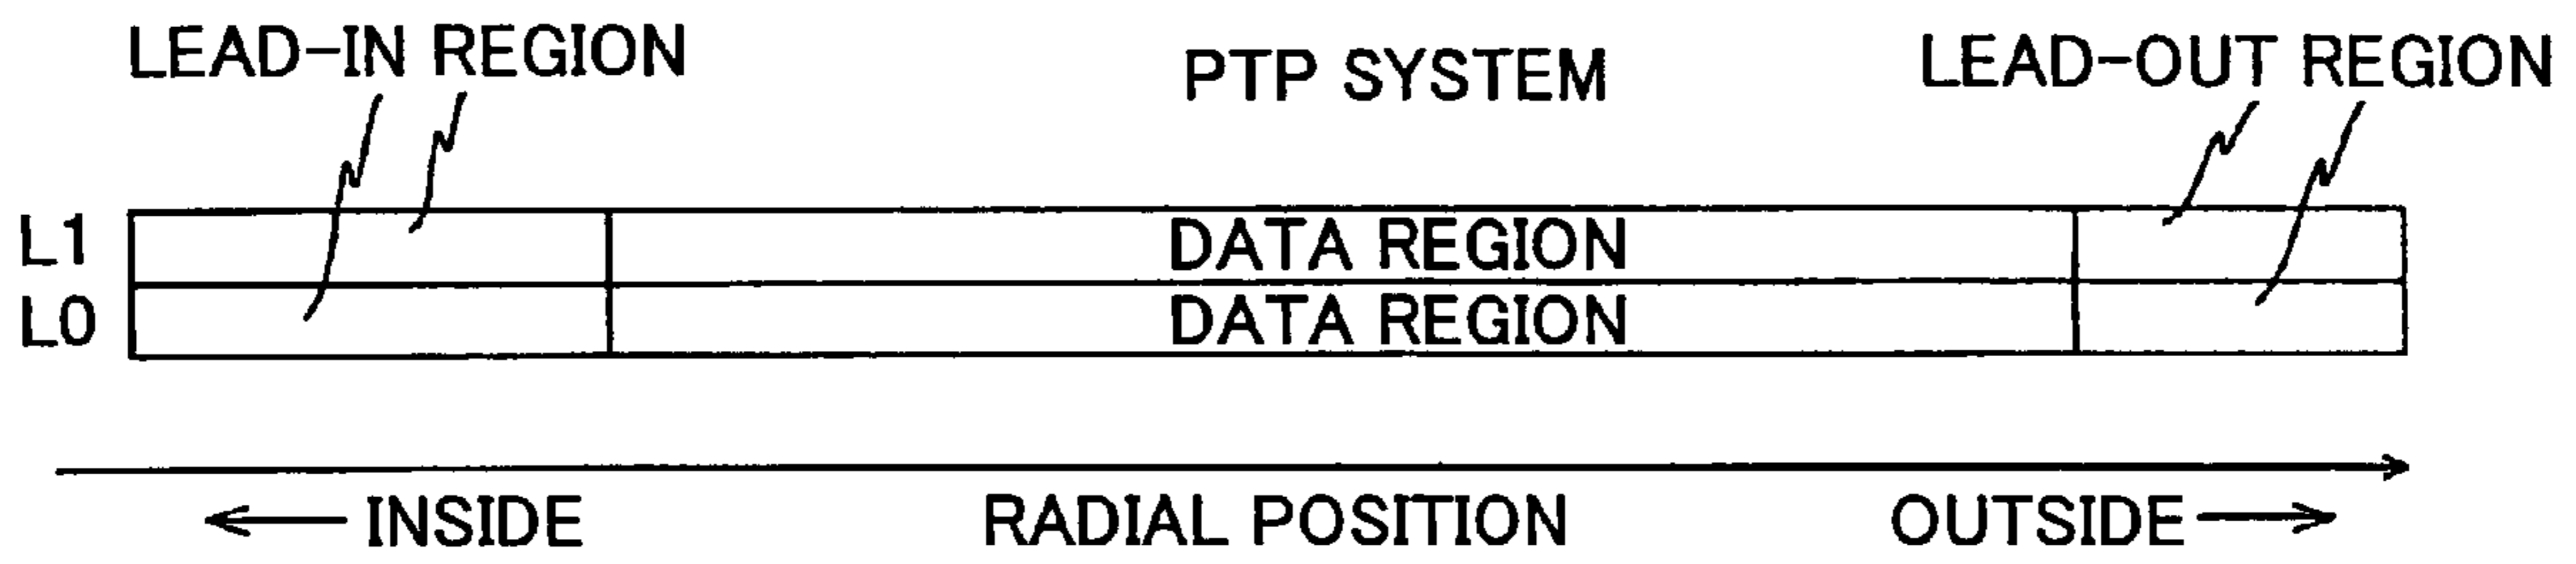 LEAD-IN REGION
PTP SYSTEM
LEAD-OUT REGION
L1
DATA REGION
L0
DATA REGION
INSIDE
RADIAL POSITION
OUTSIDE